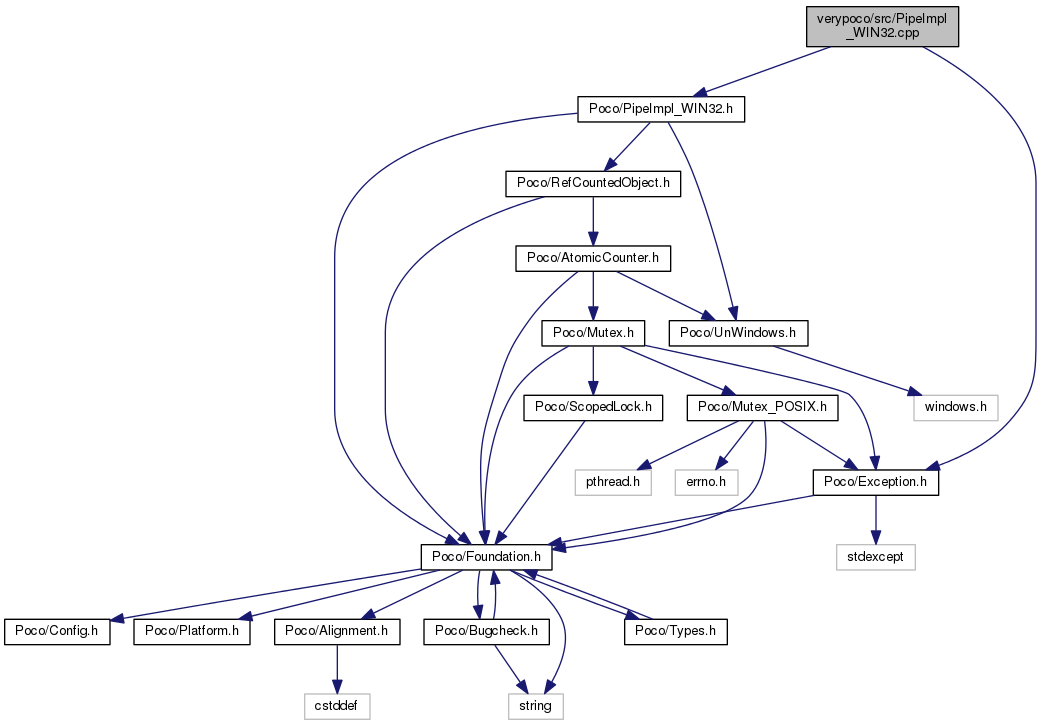 verypoco/src/PipeImpl
_WIN32.cpp
Poco/PipeImpl_WIN32.h
Poco/RefCountedObject.h
Poco/AtomicCounter.h
Poco/Mutex.h
Poco/UnWindows.h
Poco/ScopedLock.h
Poco/Mutex_POSIX.h
windows.h
pthread.h
errno.h
Poco/Exception.h
Poco/Foundation.h
stdexcept
Poco/Config.h
Poco/Platform.h
Poco/Alignment.h
Poco/Bugcheck.h
Poco/Types.h
cstddef
string